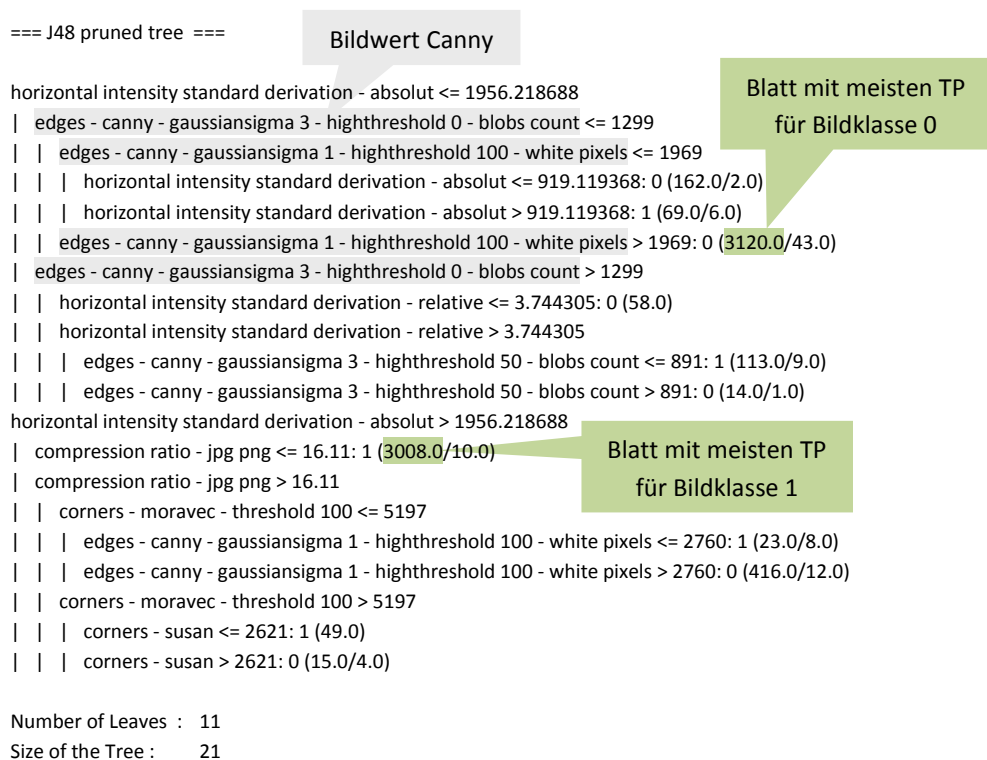 === J48 pruned tree ===
Bildwert Canny
Blatt mit meisten TP
für Bildklasse 0
horizontal intensity standard derivation - absolut <= 1956.218688
| edges - canny - gaussiansigma 3 - highthreshold 0 - blobs count <= 1299
| | edges - canny - gaussiansigma 1 - highthreshold 100 - white pixels <= 1969
| | | horizontal intensity standard derivation - absolut <= 919.119368: 0 (162.0/2.0)
| | | horizontal intensity standard derivation - absolut > 919.119368: 1 (69.0/6.0)
| | edges - canny - gaussiansigma 1 - highthreshold 100 - white pixels > 1969: 0 (3120.0/43.0)
| edges - canny - gaussiansigma 3 - highthreshold 0 - blobs count > 1299
| | horizontal intensity standard derivation - relative <= 3.744305: 0 (58.0)
| | horizontal intensity standard derivation - relative > 3.744305
| | | edges - canny - gaussiansigma 3 - highthreshold 50 - blobs count <= 891: 1 (113.0/9.0)
| | | edges - canny - gaussiansigma 3 - highthreshold 50 - blobs count > 891: 0 (14.0/1.0)
horizontal intensity standard derivation - absolut > 1956.218688
| compression ratio - jpg png <= 16.11: 1 (3008.0/10.0)
Blatt mit meisten TP
für Bildklasse 1
| compression ratio - jpg png > 16.11
| | corners - moravec - threshold 100 <= 5197
| | | edges - canny - gaussiansigma 1 - highthreshold 100 - white pixels <= 2760: 1 (23.0/8.0)
| | | edges - canny - gaussiansigma 1 - highthreshold 100 - white pixels > 2760: 0 (416.0/12.0)
| | corners - moravec - threshold 100 > 5197
| | | corners - susan <= 2621: 1 (49.0)
| | | corners - susan > 2621: 0 (15.0/4.0)
Number of Leaves : 11
Size of the Tree : 21